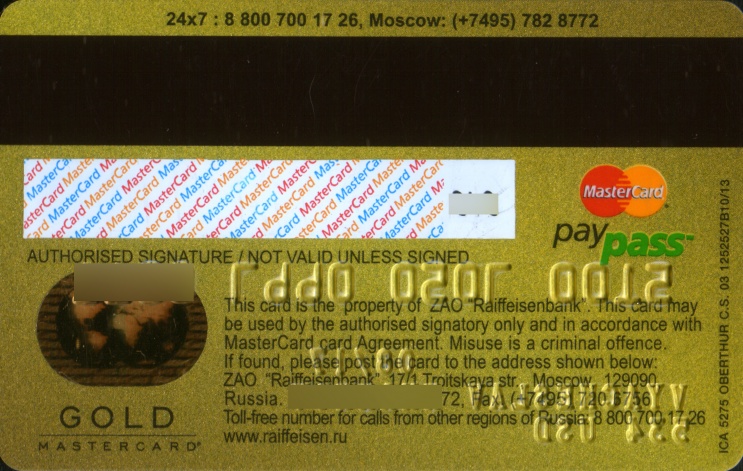 24x7 : 8 800 700 17 26, Moscow: (+7495) 782 8772
MasterCard
paypass
AUTHORISED SIGNATURE / NOT VALID UNLESS SIGNED
This card is the property of ZAO "Raiffeisenbank". This card may
be used by the authorised signatory only and in accordance with
MasterCard card Agreement. Misuse is a criminal offence.
If found, please post the card to the address shown below:
ZAO "Raiffeisenbank" 17/1 Troitskaya str., Moscow, 129090,
Russia. 72, Fax: (+7495) 720 6756
Toll-free number for calls from other regions of Russia: 8 800 700 17 26
www.raiffeisen.ru
GOLD
MASTERCARD®
ICA 5275 OBERTHUR C.S. 03 1252527B10/13